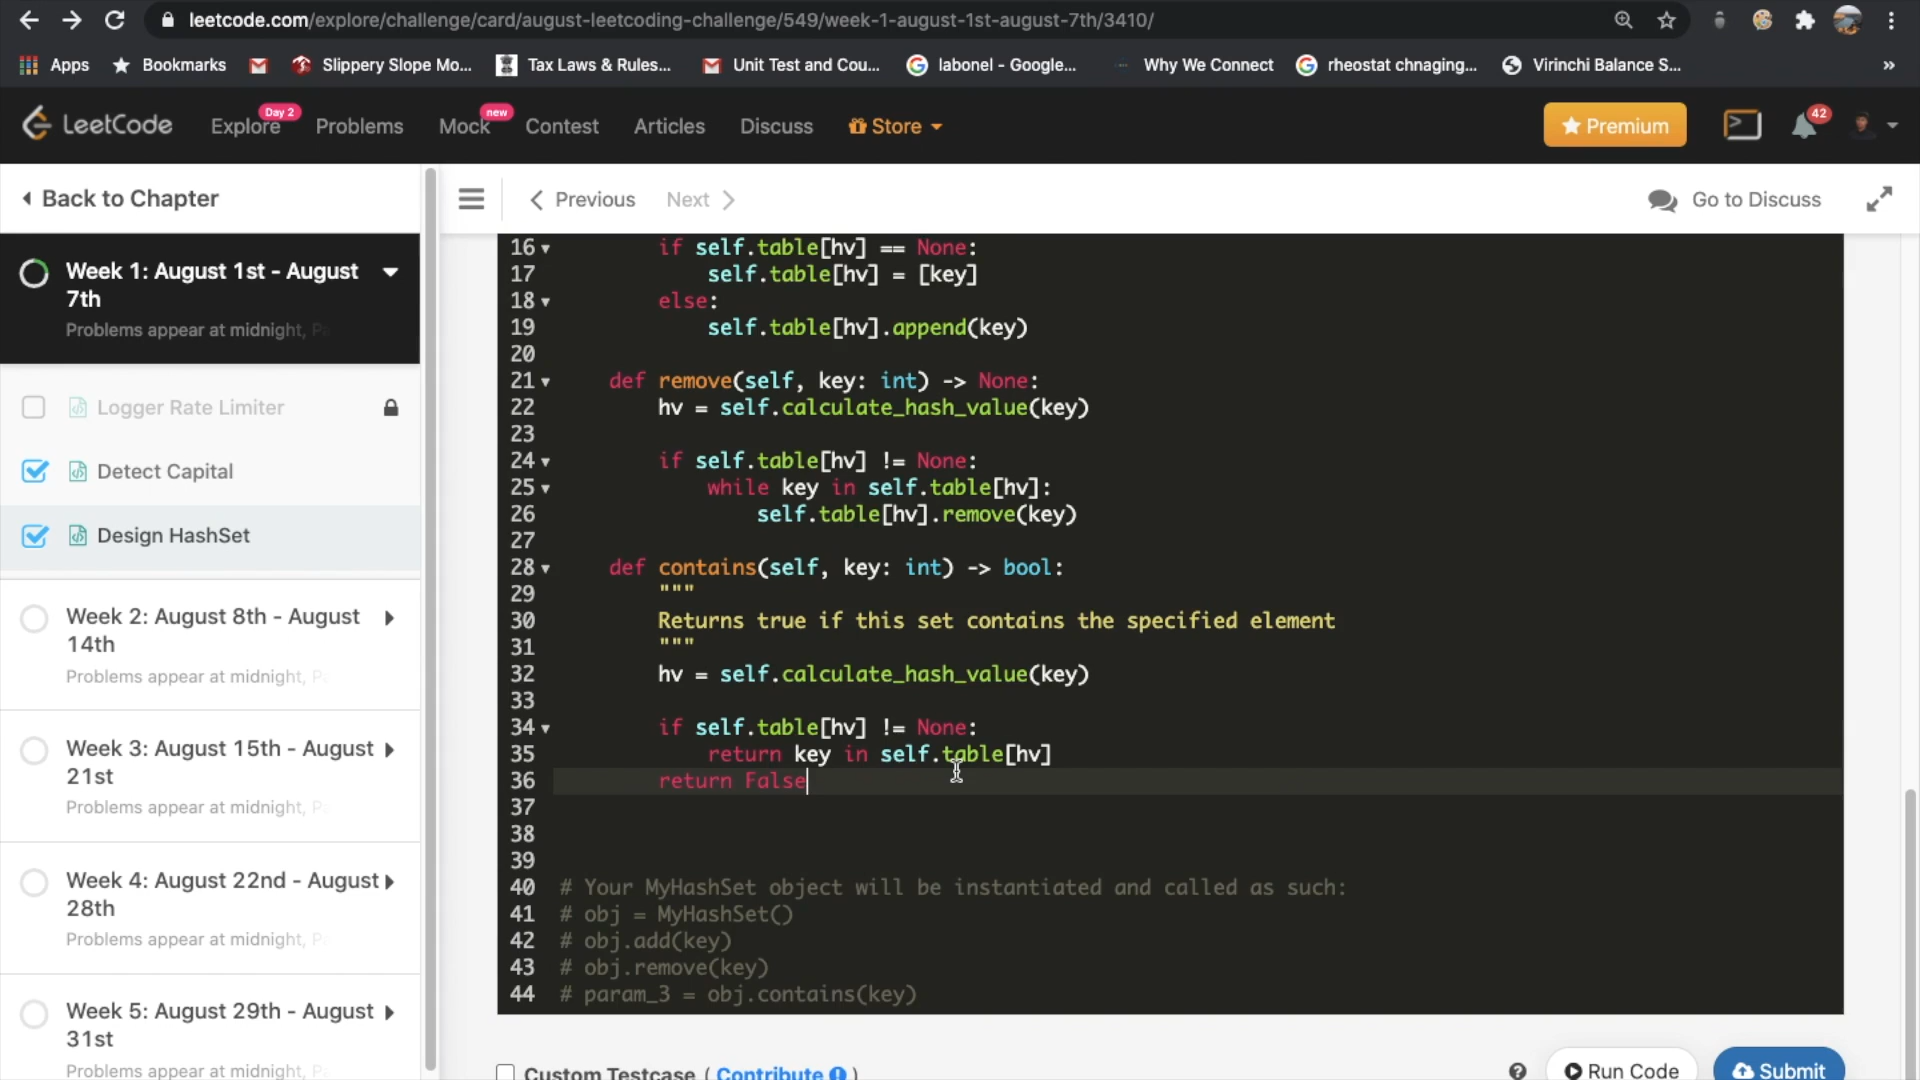 leetcode.com/explore/challenge/card/august-leetcoding-challenge/549/week-1-august-1st-august-7th/3410/
Apps Bookmarks Slippery Slope Mo... Tax Laws & Rules... Unit Test and Cou... labonel - Google... Why We Connect rheostat chnaging... Virinchi Balance S... »
LeetCode Explore Day 2 Problems Mock new Contest Articles Discuss Store Premium 42
Back to Chapter
Previous Next Go to Discuss
Week 1: August 1st - August
7th
Problems appear at midnight,
Logger Rate Limiter
Detect Capital
Design HashSet
Week 2: August 8th - August
14th
Problems appear at midnight,
Week 3: August 15th - August
21st
Problems appear at midnight,
Week 4: August 22nd - August
28th
Problems appear at midnight,
Week 5: August 29th - August
31st
Problems appear at midnight,
16 if self.table[hv] == None:
17 self.table[hv] = [key]
18 else:
19 self.table[hv].append(key)
20
21 def remove(self, key: int) -> None:
22 hv = self.calculate_hash_value(key)
23
24 if self.table[hv] != None:
25 while key in self.table[hv]:
26 self.table[hv].remove(key)
27
28 def contains(self, key: int) -> bool:
29 """
30 Returns true if this set contains the specified element
31 """
32 hv = self.calculate_hash_value(key)
33
34 if self.table[hv] != None:
35 return key in self.table[hv]
36 return False
37
38
39
40 # Your MyHashSet object will be instantiated and called as such:
41 # obj = MyHashSet()
42 # obj.add(key)
43 # obj.remove(key)
44 # param_3 = obj.contains(key)
Custom Testcase ( Contribute ) ? Run Code Submit